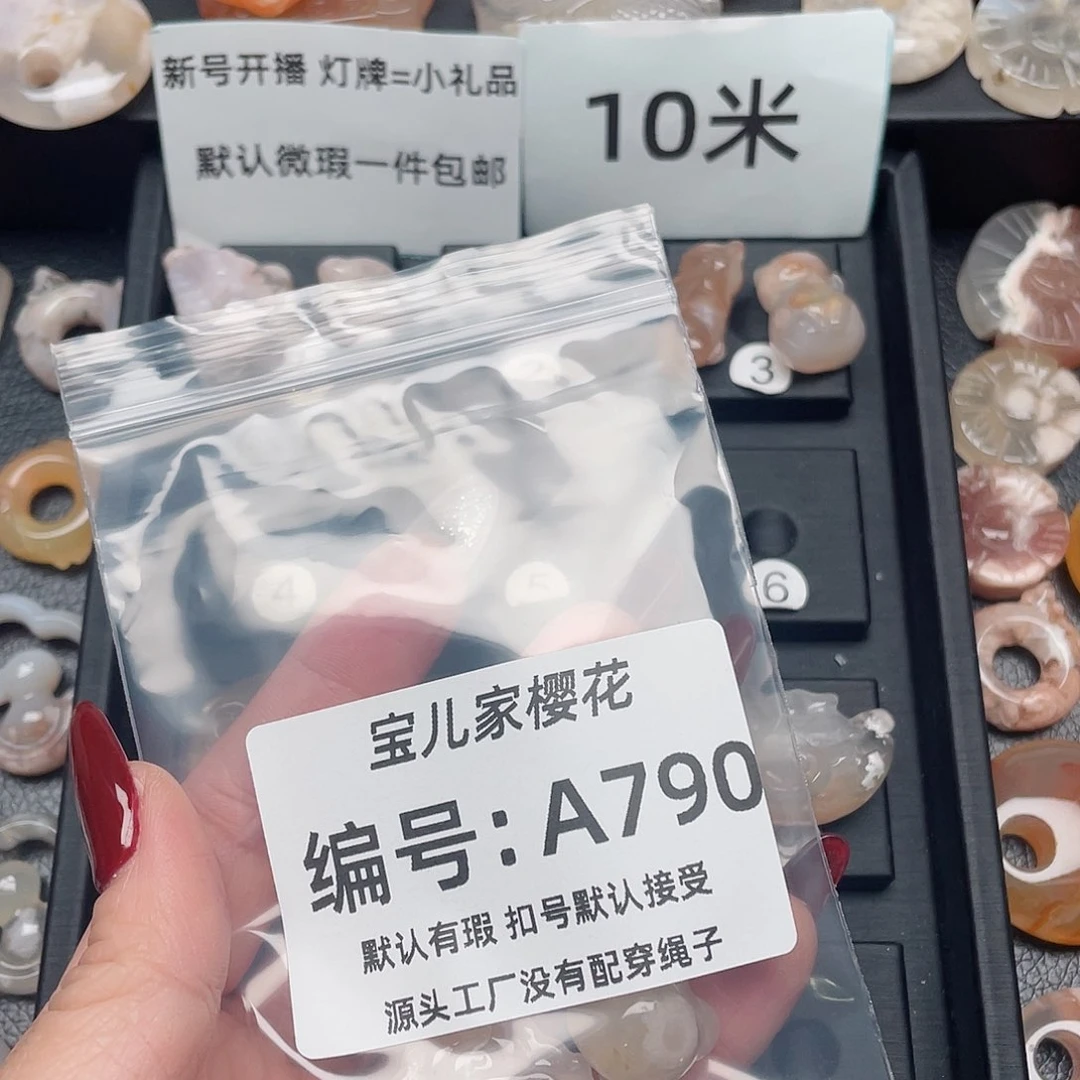 新号开播 灯牌=小礼品
默认微瑕一件包邮
10米
2
3
4
5
6
宝儿家樱花
编号:A790
默认有瑕 扣号默认接受
源头工厂没有配穿绳子